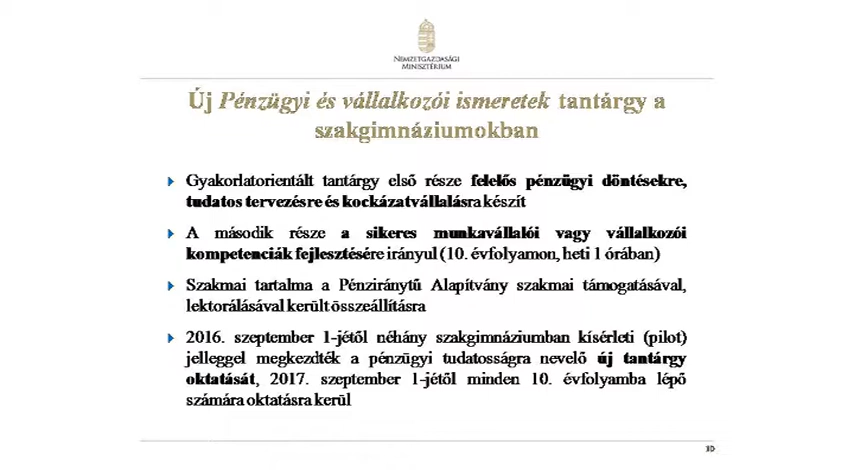 NEMZETGAZDASÁGI
MINISZTÉRIUM
Új Pénzügyi és vállalkozói ismeretek tantárgy a
szakgimnáziumokban
Gyakorlatorientált tantárgy első része felelős pénzügyi döntésekre,
tudatos tervezésre és kockázatvállalásra készít
A második része a sikeres munkavállalói vagy vállalkozói
kompetenciák fejlesztésére irányul (10. évfolyamon, heti 1 órában)
Szakmai tartalma a Pénziránytű Alapítvány szakmai támogatásával,
lektorálásával került összeállításra
2016. szeptember 1-jétől néhány szakgimnáziumban kísérleti (pilot)
jelleggel megkezdték a pénzügyi tudatosságra nevelő új tantárgy
oktatását, 2017. szeptember 1-jétől minden 10. évfolyamba lépő
számára oktatásra kerül
10